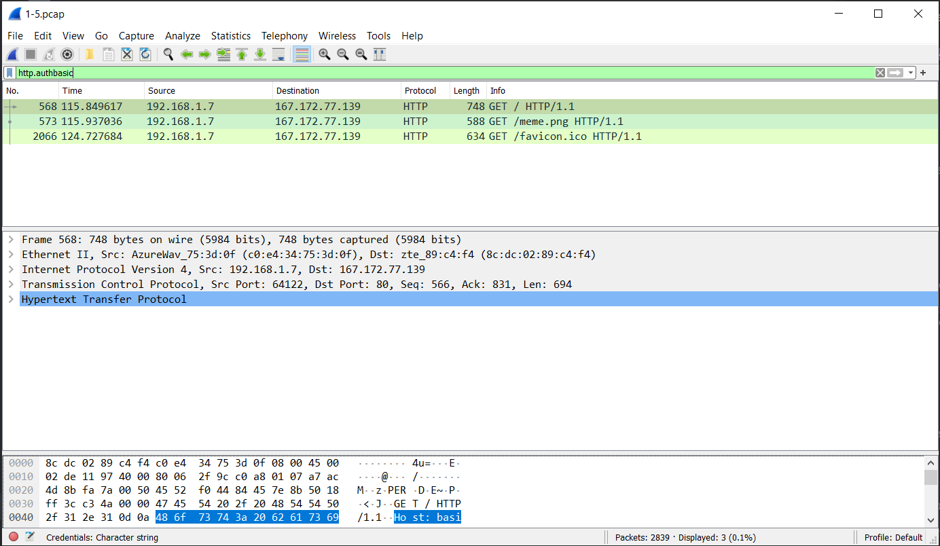 1-5.pcap
File Edit View Go Capture Analyze Statistics Telephony Wireless Tools Help
http.authbasic
No. Time Source Destination Protocol Length Info
568 115.849617 192.168.1.7 167.172.77.139 HTTP 748 GET / HTTP/1.1
573 115.937036 192.168.1.7 167.172.77.139 HTTP 588 GET /meme.png HTTP/1.1
2066 124.727684 192.168.1.7 167.172.77.139 HTTP 634 GET /favicon.ico HTTP/1.1
Frame 568: 748 bytes on wire (5984 bits), 748 bytes captured (5984 bits)
Ethernet II, Src: AzureWav_75:3d:0f (c0:e4:34:75:3d:0f), Dst: zte_89:c4:f4 (8c:dc:02:89:c4:f4)
Internet Protocol Version 4, Src: 192.168.1.7, Dst: 167.172.77.139
Transmission Control Protocol, Src Port: 64122, Dst Port: 80, Seq: 566, Ack: 831, Len: 694
Hypertext Transfer Protocol
0000 8c dc 02 89 c4 f4 c0 e4 34 75 3d 0f 08 00 45 00 ········ 4u=···E·
0010 02 de 11 97 40 00 80 06 2f 9c c0 a8 01 07 a7 ac ····@··· /·······
0020 4d 8b fa 7a 00 50 45 52 f0 44 84 45 7e 8b 50 18 M··z·PER ·D·E~·P·
0030 ff 3c c3 4a 00 00 47 45 54 20 2f 20 48 54 54 50 ·<·J··GE T / HTTP
0040 2f 31 2e 31 0d 0a 48 6f 73 74 3a 20 62 61 73 69 /1.1··Ho st: basi
Credentials: Character string Packets: 2839 · Displayed: 3 (0.1%) Profile: Default